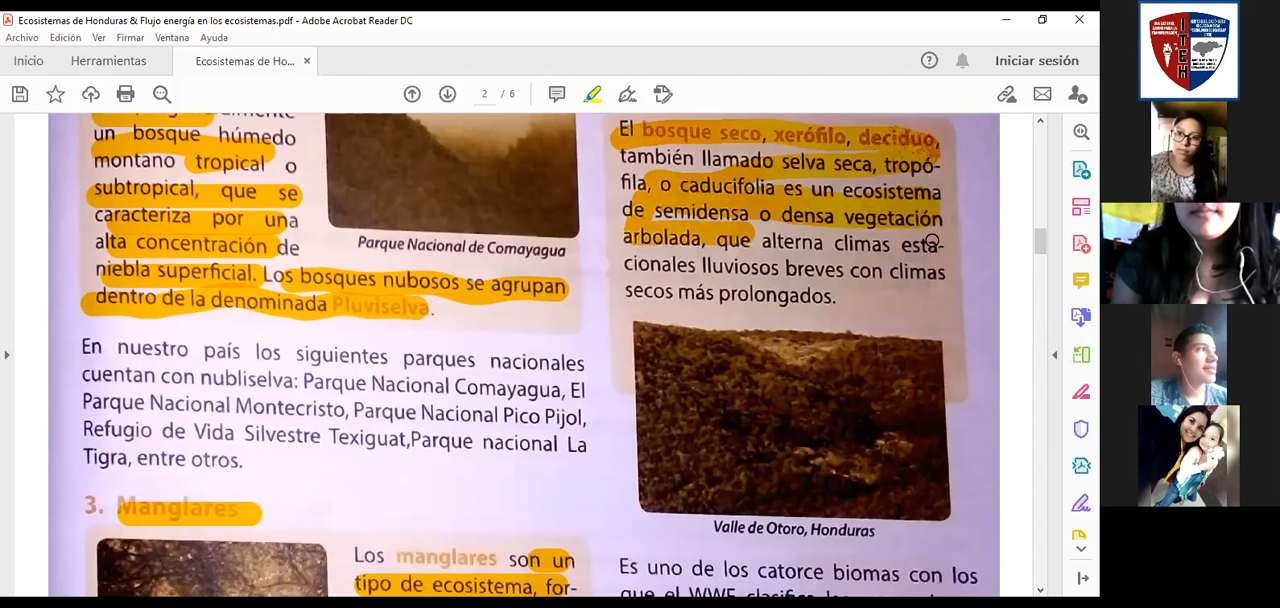 Ecosistemas de Honduras & Flujo energía en los ecosistemas.pdf - Adobe Acrobat Reader DC
Archivo Edición Ver Firmar Ventana Ayuda
Inicio Herramientas Ecosistemas de Ho... × Iniciar sesión
2 / 6
un bosque húmedo
montano tropical o
subtropical, que se
caracteriza por una
alta concentración de
niebla superficial. Los bosques nubosos se agrupan
dentro de la denominada Pluviselva.
Parque Nacional de Comayagua
En nuestro país los siguientes parques nacionales
cuentan con nubliselva: Parque Nacional Comayagua, El
Parque Nacional Montecristo, Parque Nacional Pico Pijol,
Refugio de Vida Silvestre Texiguat,Parque nacional La
Tigra, entre otros.
3. Manglares
Los manglares son un
tipo de ecosistema, for-
El bosque seco, xerófilo, deciduo,
también llamado selva seca, tropó-
fila, o caducifolia es un ecosistema
de semidensa o densa vegetación
arbolada, que alterna climas esta-
cionales lluviosos breves con climas
secos más prolongados.
Valle de Otoro, Honduras
Es uno de los catorce biomas con los
que el WWF clasifica
ITEH